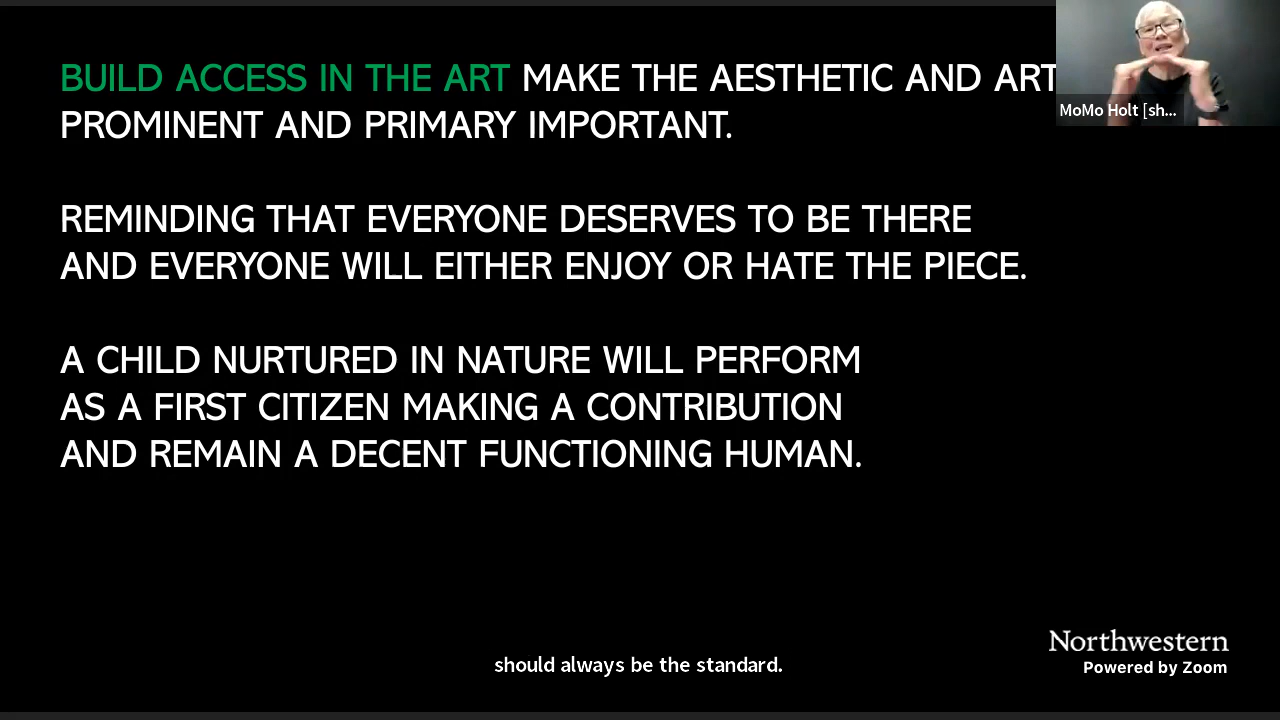 BUILD ACCESS IN THE ART MAKE THE AESTHETIC AND ART
PROMINENT AND PRIMARY IMPORTANT.
REMINDING THAT EVERYONE DESERVES TO BE THERE
AND EVERYONE WILL EITHER ENJOY OR HATE THE PIECE.
A CHILD NURTURED IN NATURE WILL PERFORM
AS A FIRST CITIZEN MAKING A CONTRIBUTION
AND REMAIN A DECENT FUNCTIONING HUMAN.
MoMo Holt [sh...
should always be the standard.
Northwestern
Powered by Zoom